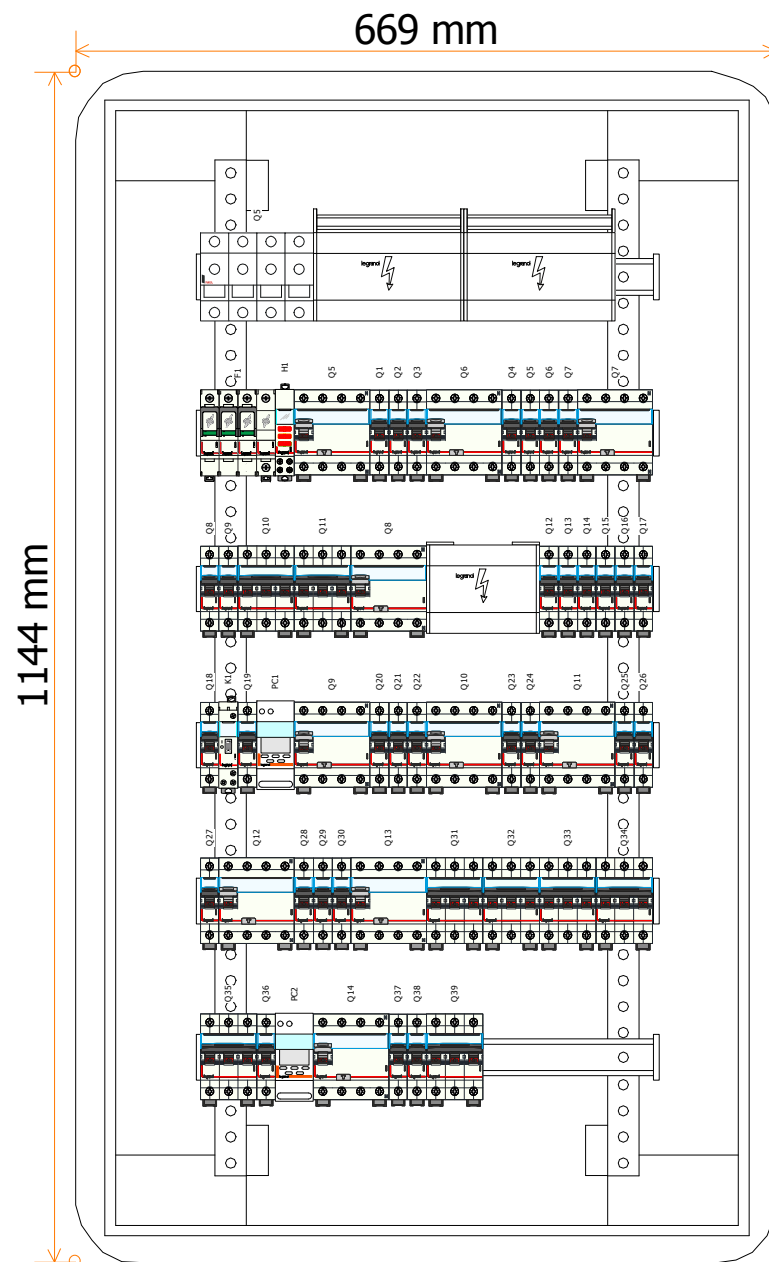 669 mm
1144 mm
Q5
legrand
legrand
F1 H1 Q5 Q1 Q2 Q3 Q6 Q4 Q5 Q6 Q7 Q7
Q8 Q9 Q10 Q11 Q8 Q12 Q13 Q14 Q15 Q16 Q17
legrand
Q18 K1 Q19 PC1 Q9 Q20 Q21 Q22 Q10 Q23 Q24 Q11 Q25 Q26
Q27 Q12 Q28 Q29 Q30 Q13 Q31 Q32 Q33 Q34
Q35 Q36 PC2 Q14 Q37 Q38 Q39